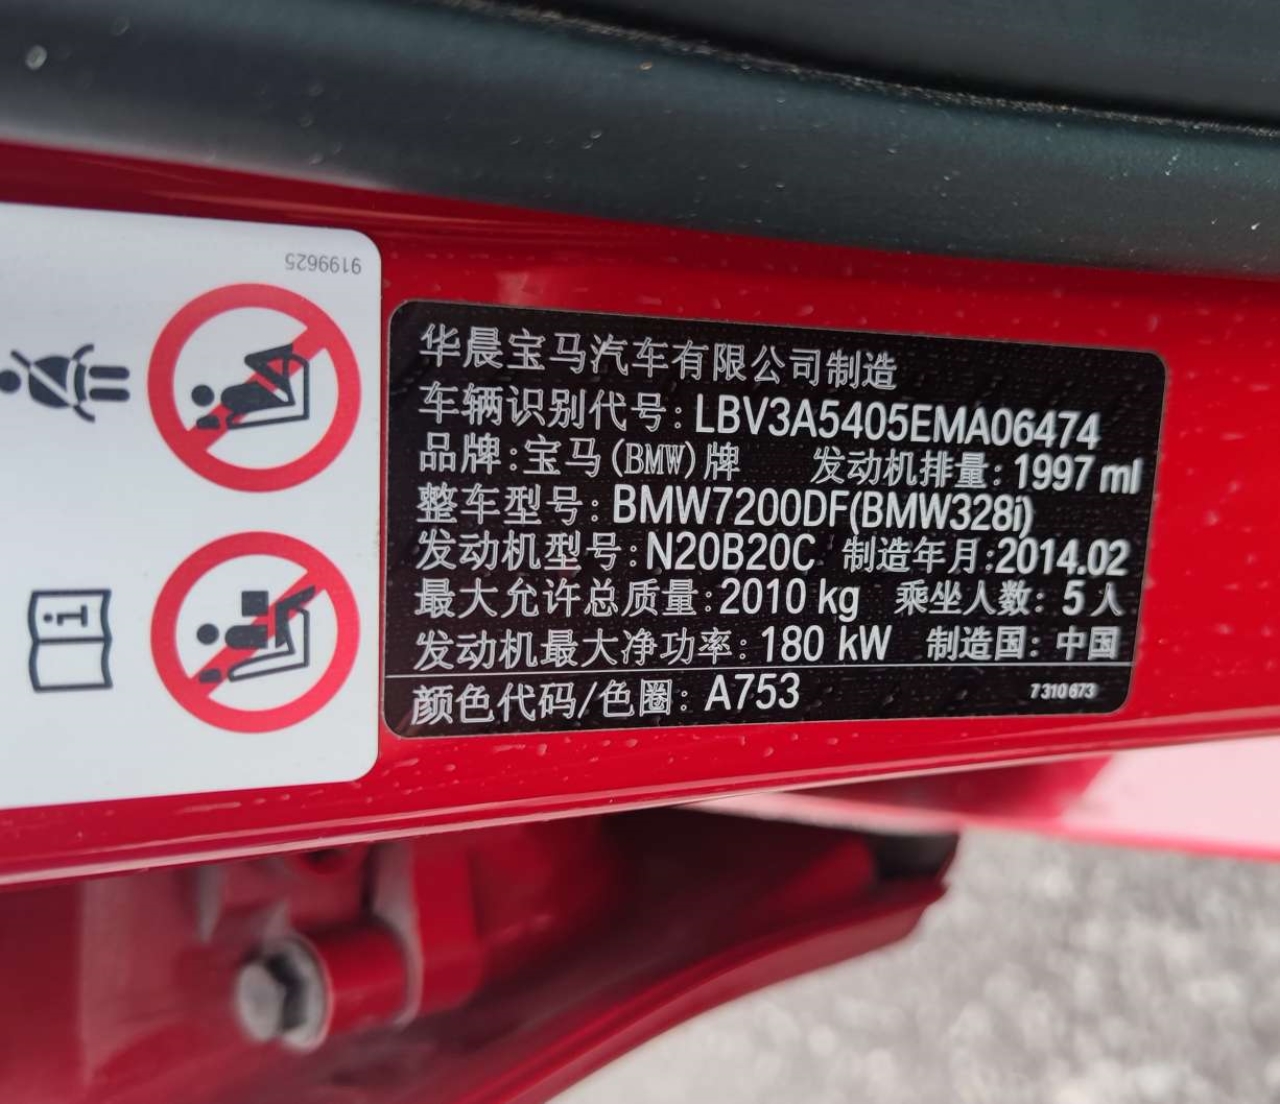 9199625
华晨宝马汽车有限公司制造
车辆识别代号: LBV3A5405EMA06474
品牌:宝马(BMW)牌 发动机排量: 1997 ml
整车型号: BMW7200DF(BMW328i)
发动机型号:N20B20C 制造年月:2014.02
最大允许总质量:2010 kg 乘坐人数: 5人
发动机最大净功率: 180 kW 制造国: 中国
颜色代码/色圈: A753 7310673